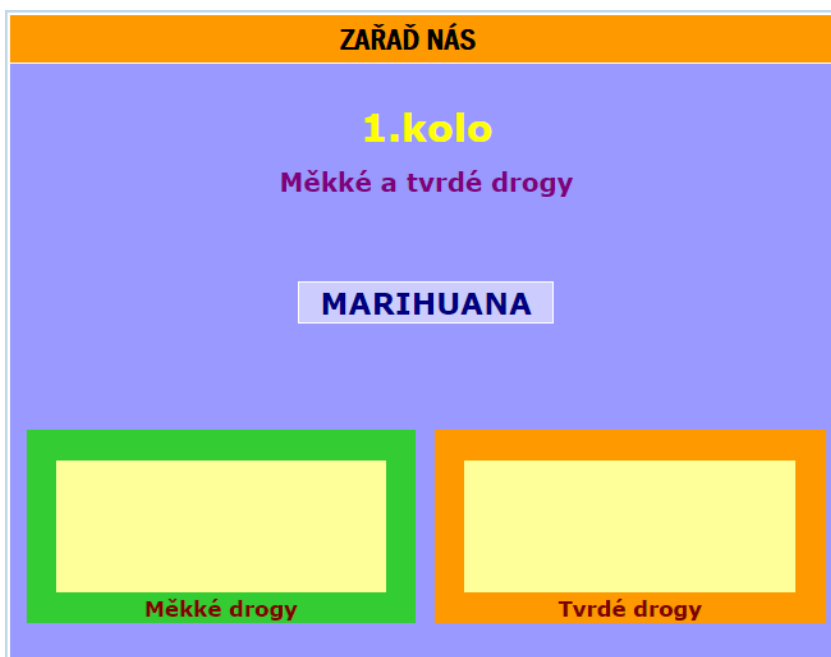 ZAŘAĎ NÁS
1.kolo
Měkké a tvrdé drogy
MARIHUANA
Měkké drogy
Tvrdé drogy